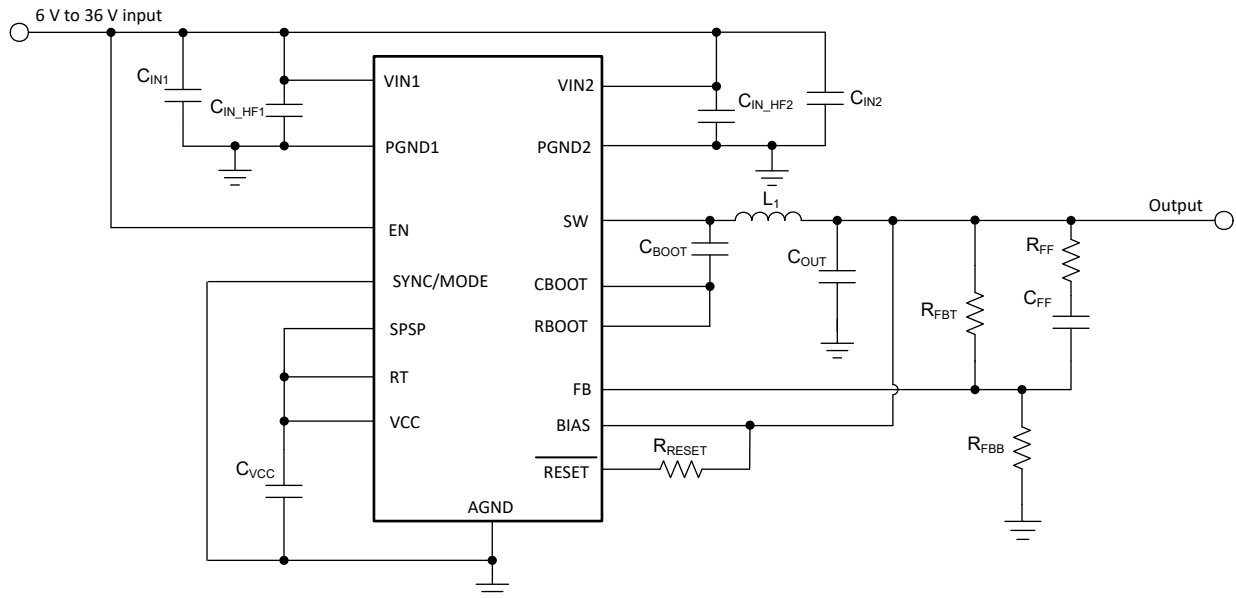 6 V to 36 V input
CIN1
CIN_HF1
VIN1
PGND1
EN
SYNC/MODE
SPSP
RT
VCC
CVCC
AGND
VIN2
PGND2
SW
CBOOT
RBOOT
FB
BIAS
RESET
CIN_HF2
CIN2
L1
CBOOT
COUT
Output
RFF
CFF
RFBT
RFBB
RRESET